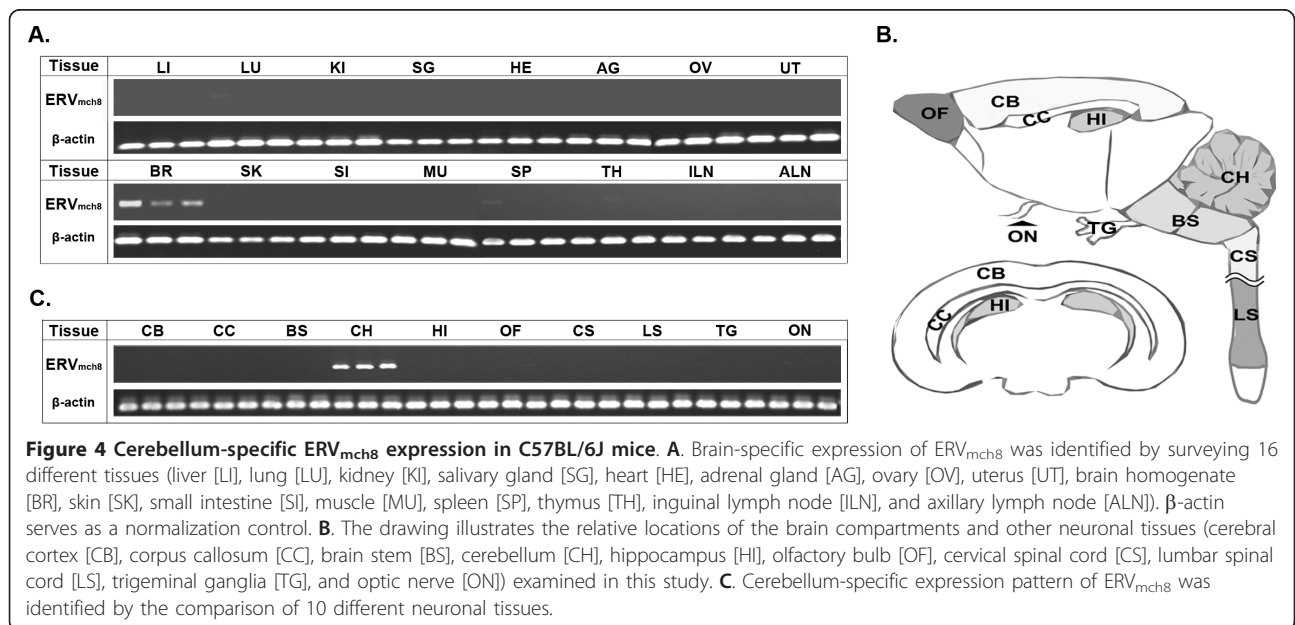 A.
Tissue LI LU KI SG HE AG OV UT
ERVmch8
β-actin
Tissue BR SK SI MU SP TH ILN ALN
ERVmch8
β-actin
B.
OF CB CC HI CH
BS
ON TG
CS
CB
CC HI
LS
C.
Tissue CB CC BS CH HI OF CS LS TG ON
ERVmch8
β-actin
Figure 4 Cerebellum-specific ERVmch8 expression in C57BL/6J mice. A. Brain-specific expression of ERVmch8 was identified by surveying 16
different tissues (liver [LI], lung [LU], kidney [KI], salivary gland [SG], heart [HE], adrenal gland [AG], ovary [OV], uterus [UT], brain homogenate
[BR], skin [SK], small intestine [SI], muscle [MU], spleen [SP], thymus [TH], inguinal lymph node [ILN], and axillary lymph node [ALN]). β-actin
serves as a normalization control. B. The drawing illustrates the relative locations of the brain compartments and other neuronal tissues (cerebral
cortex [CB], corpus callosum [CC], brain stem [BS], cerebellum [CH], hippocampus [HI], olfactory bulb [OF], cervical spinal cord [CS], lumbar spinal
cord [LS], trigeminal ganglia [TG], and optic nerve [ON]) examined in this study. C. Cerebellum-specific expression pattern of ERVmch8 was
identified by the comparison of 10 different neuronal tissues.